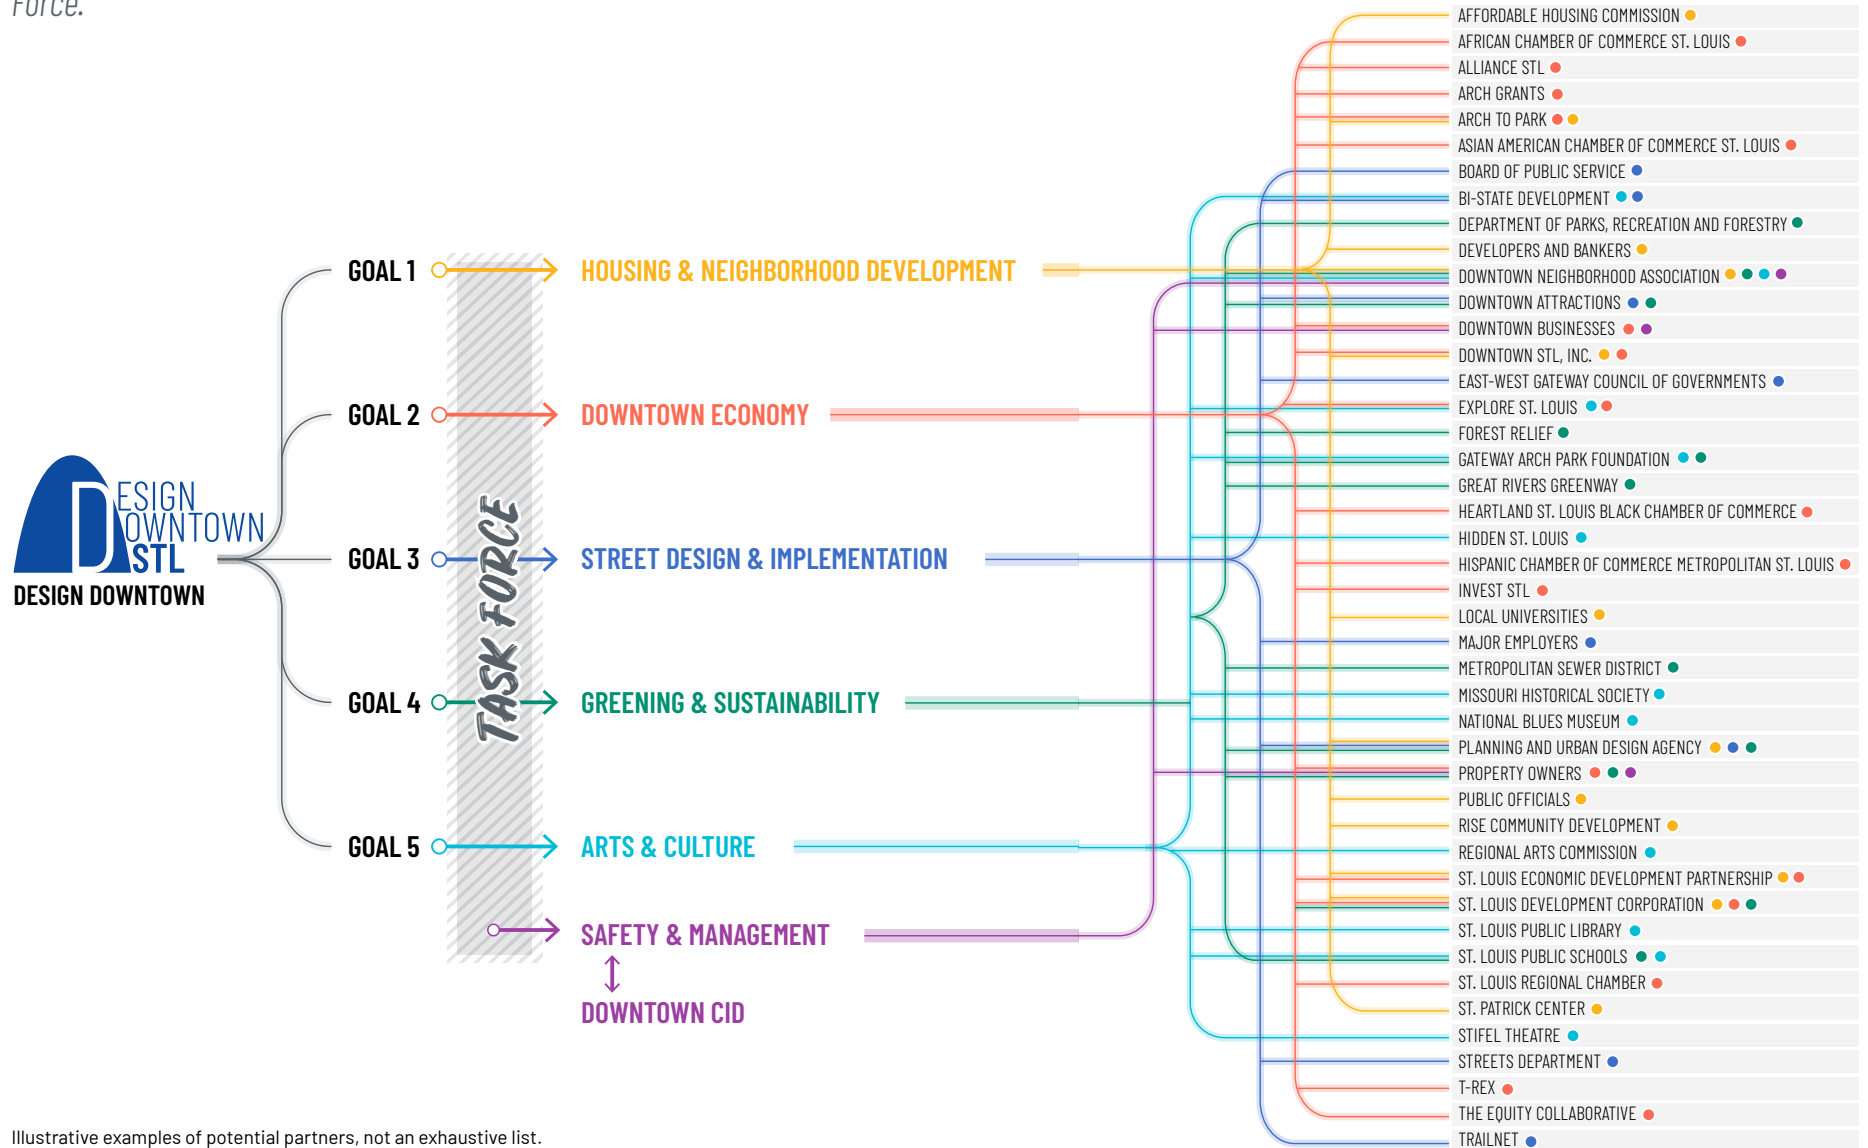 Force.
DESIGN
DOWNTOWN
STL
DESIGN DOWNTOWN
GOAL 1
GOAL 2
GOAL 3
GOAL 4
GOAL 5
TASK FORCE
HOUSING & NEIGHBORHOOD DEVELOPMENT
DOWNTOWN ECONOMY
STREET DESIGN & IMPLEMENTATION
GREENING & SUSTAINABILITY
ARTS & CULTURE
SAFETY & MANAGEMENT
DOWNTOWN CID
AFFORDABLE HOUSING COMMISSION
AFRICAN CHAMBER OF COMMERCE ST. LOUIS
ALLIANCE STL
ARCH GRANTS
ARCH TO PARK
ASIAN AMERICAN CHAMBER OF COMMERCE ST. LOUIS
BOARD OF PUBLIC SERVICE
BI-STATE DEVELOPMENT
DEPARTMENT OF PARKS, RECREATION AND FORESTRY
DEVELOPERS AND BANKERS
DOWNTOWN NEIGHBORHOOD ASSOCIATION
DOWNTOWN ATTRACTIONS
DOWNTOWN BUSINESSES
DOWNTOWN STL, INC.
EAST-WEST GATEWAY COUNCIL OF GOVERNMENTS
EXPLORE ST. LOUIS
FOREST RELIEF
GATEWAY ARCH PARK FOUNDATION
GREAT RIVERS GREENWAY
HEARTLAND ST. LOUIS BLACK CHAMBER OF COMMERCE
HIDDEN ST. LOUIS
HISPANIC CHAMBER OF COMMERCE METROPOLITAN ST. LOUIS
INVEST STL
LOCAL UNIVERSITIES
MAJOR EMPLOYERS
METROPOLITAN SEWER DISTRICT
MISSOURI HISTORICAL SOCIETY
NATIONAL BLUES MUSEUM
PLANNING AND URBAN DESIGN AGENCY
PROPERTY OWNERS
PUBLIC OFFICIALS
RISE COMMUNITY DEVELOPMENT
REGIONAL ARTS COMMISSION
ST. LOUIS ECONOMIC DEVELOPMENT PARTNERSHIP
ST. LOUIS DEVELOPMENT CORPORATION
ST. LOUIS PUBLIC LIBRARY
ST. LOUIS PUBLIC SCHOOLS
ST. LOUIS REGIONAL CHAMBER
ST. PATRICK CENTER
STIFEL THEATRE
STREETS DEPARTMENT
T-REX
THE EQUITY COLLABORATIVE
TRAILNET
Illustrative examples of potential partners, not an exhaustive list.